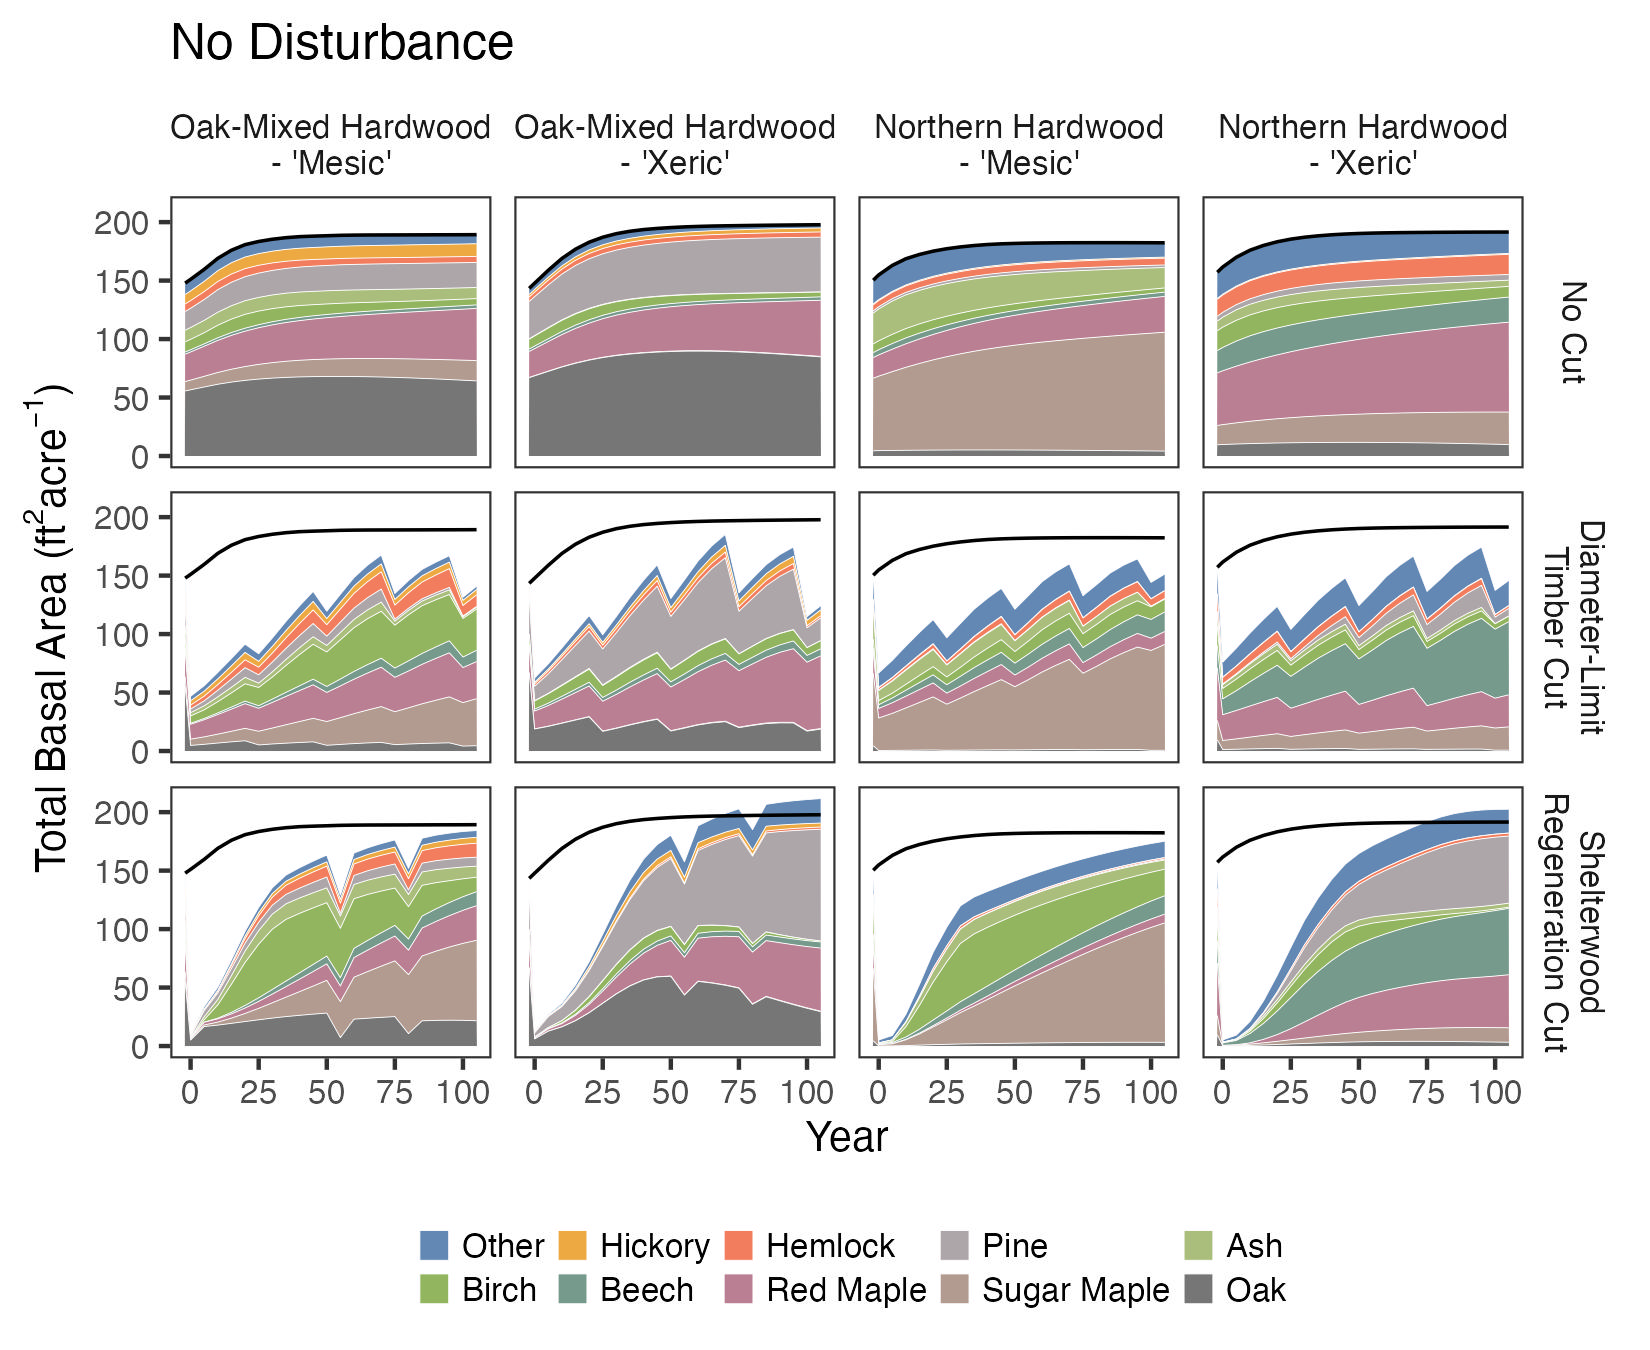 No Disturbance
Oak-Mixed Hardwood
- 'Mesic'
Oak-Mixed Hardwood
- 'Xeric'
Northern Hardwood
- 'Mesic'
Northern Hardwood
- 'Xeric'
Total Basal Area (ft²acre⁻¹)
200
150
100
50
0
No Cut
200
150
100
50
0
Diameter-Limit
Timber Cut
200
150
100
50
0
Shelterwood
Regeneration Cut
0 25 50 75 100
0 25 50 75 100
0 25 50 75 100
0 25 50 75 100
Year
Other Hickory Hemlock Pine Ash
Birch Beech Red Maple Sugar Maple Oak